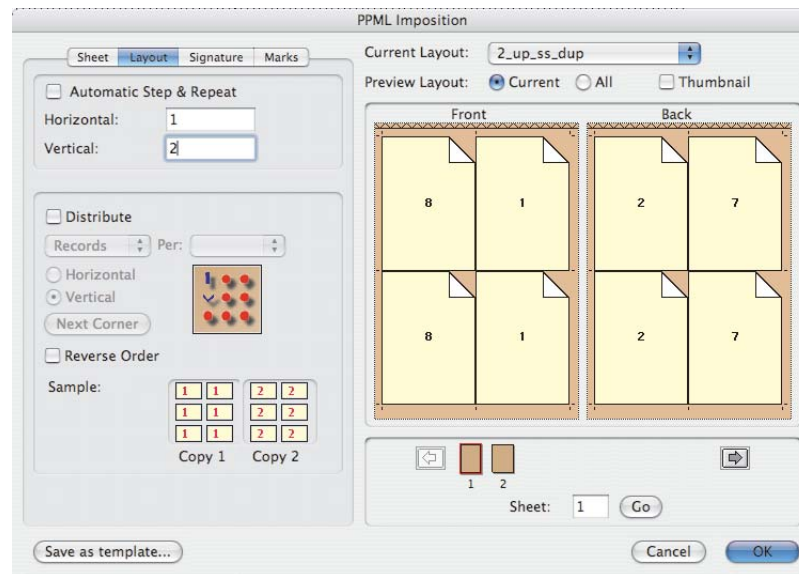 PPML Imposition
Sheet Layout Signature Marks
Automatic Step & Repeat
Horizontal: 1
Vertical: 2
Distribute
Records Per:
Horizontal
Vertical
Next Corner
Reverse Order
Sample:
1 1 2 2
1 1 2 2
1 1 2 2
Copy 1 Copy 2
Save as template...
Current Layout: 2_up_ss_dup
Preview Layout: Current All Thumbnail
Front Back
8 1 2 7
8 1 2 7
1 2
Sheet: 1 Go
Cancel OK